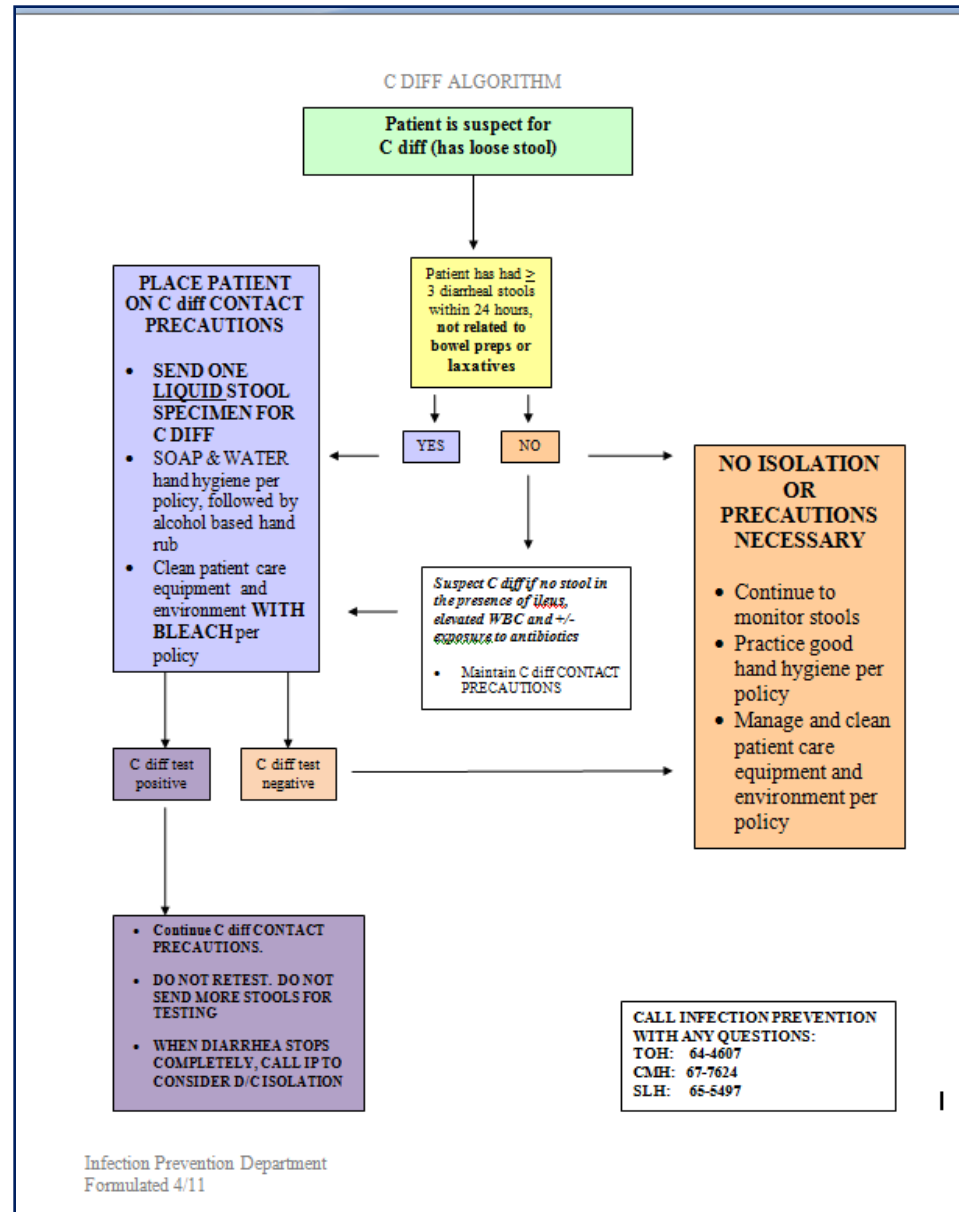 C DIFF ALGORITHM
Patient is suspect for
C diff (has loose stool)
Patient has had ≥
3 diarrheal stools
within 24 hours,
not related to
bowel preps or
laxatives
YES
NO
PLACE PATIENT
ON C diff CONTACT
PRECAUTIONS
• SEND ONE
LIQUID STOOL
SPECIMEN FOR
C DIFF
• SOAP & WATER
hand hygiene per
policy, followed by
alcohol based hand
rub
• Clean patient care
equipment and
environment WITH
BLEACH per
policy
Suspect C diff if no stool in
the presence of ileus,
elevated WBC and +/-
exposure to antibiotics
• Maintain C diff CONTACT
PRECAUTIONS
NO ISOLATION
OR
PRECAUTIONS
NECESSARY
• Continue to
monitor stools
• Practice good
hand hygiene per
policy
• Manage and clean
patient care
equipment and
environment per
policy
C diff test
positive
C diff test
negative
• Continue C diff CONTACT
PRECAUTIONS.
• DO NOT RETEST. DO NOT
SEND MORE STOOLS FOR
TESTING
• WHEN DIARRHEA STOPS
COMPLETELY, CALL IP TO
CONSIDER D/C ISOLATION
CALL INFECTION PREVENTION
WITH ANY QUESTIONS:
TOH: 64-4607
CMH: 67-7624
SLH: 65-5497
Infection Prevention Department
Formulated 4/11